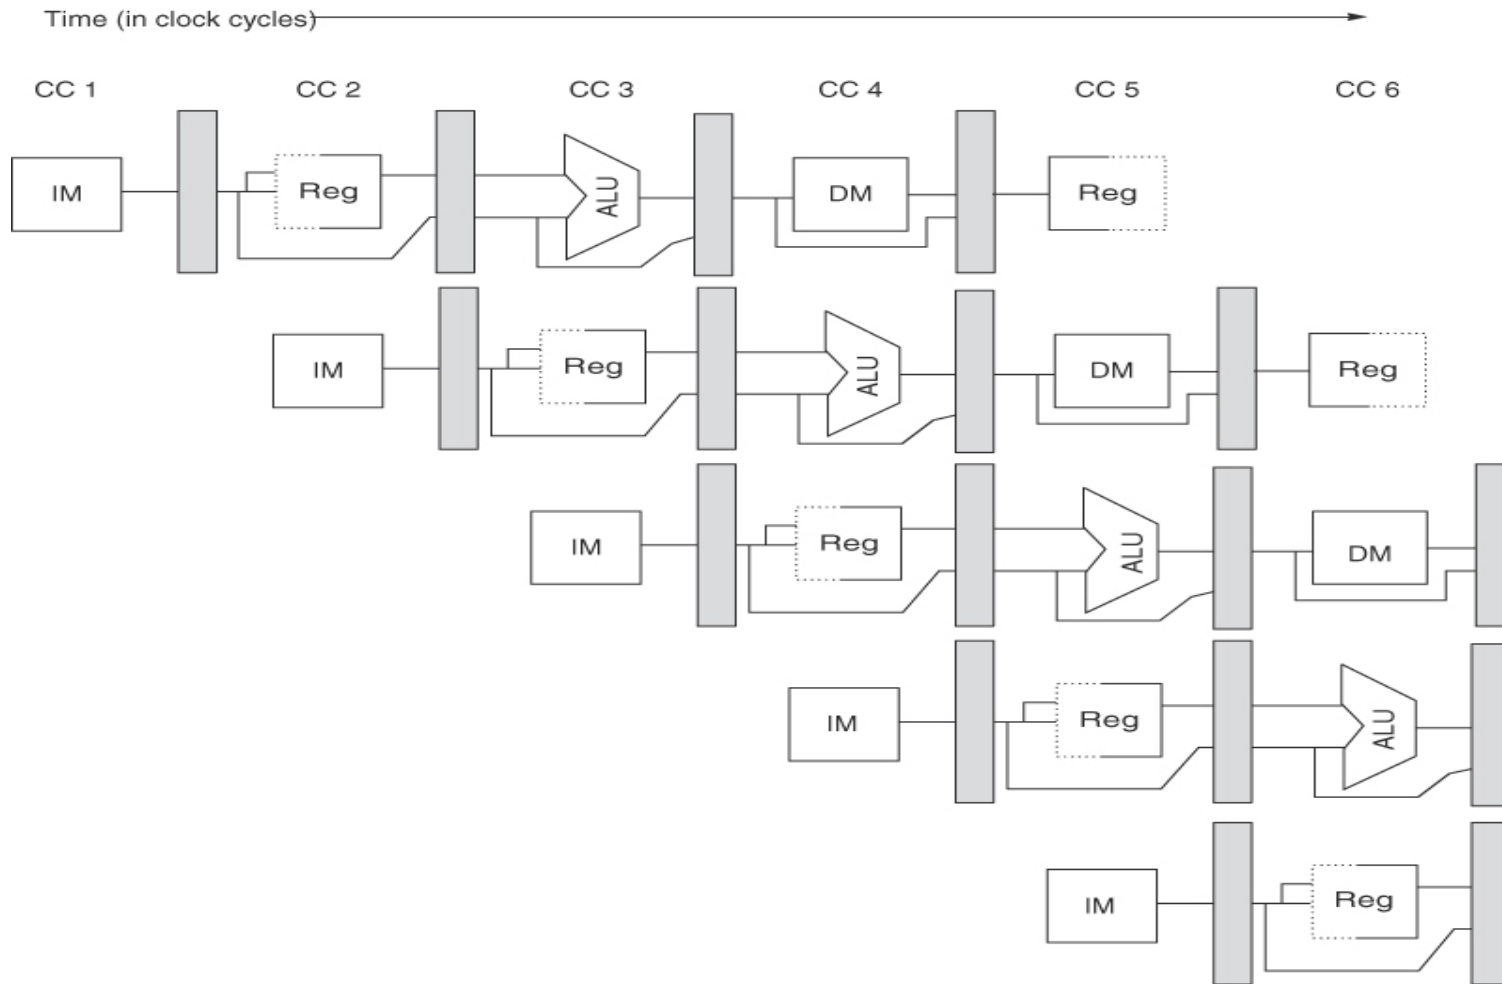 Time (in clock cycles)
CC 1 CC 2 CC 3 CC 4 CC 5 CC 6
IM Reg ALU DM Reg
IM Reg ALU DM Reg
IM Reg ALU DM
IM Reg ALU
IM Reg